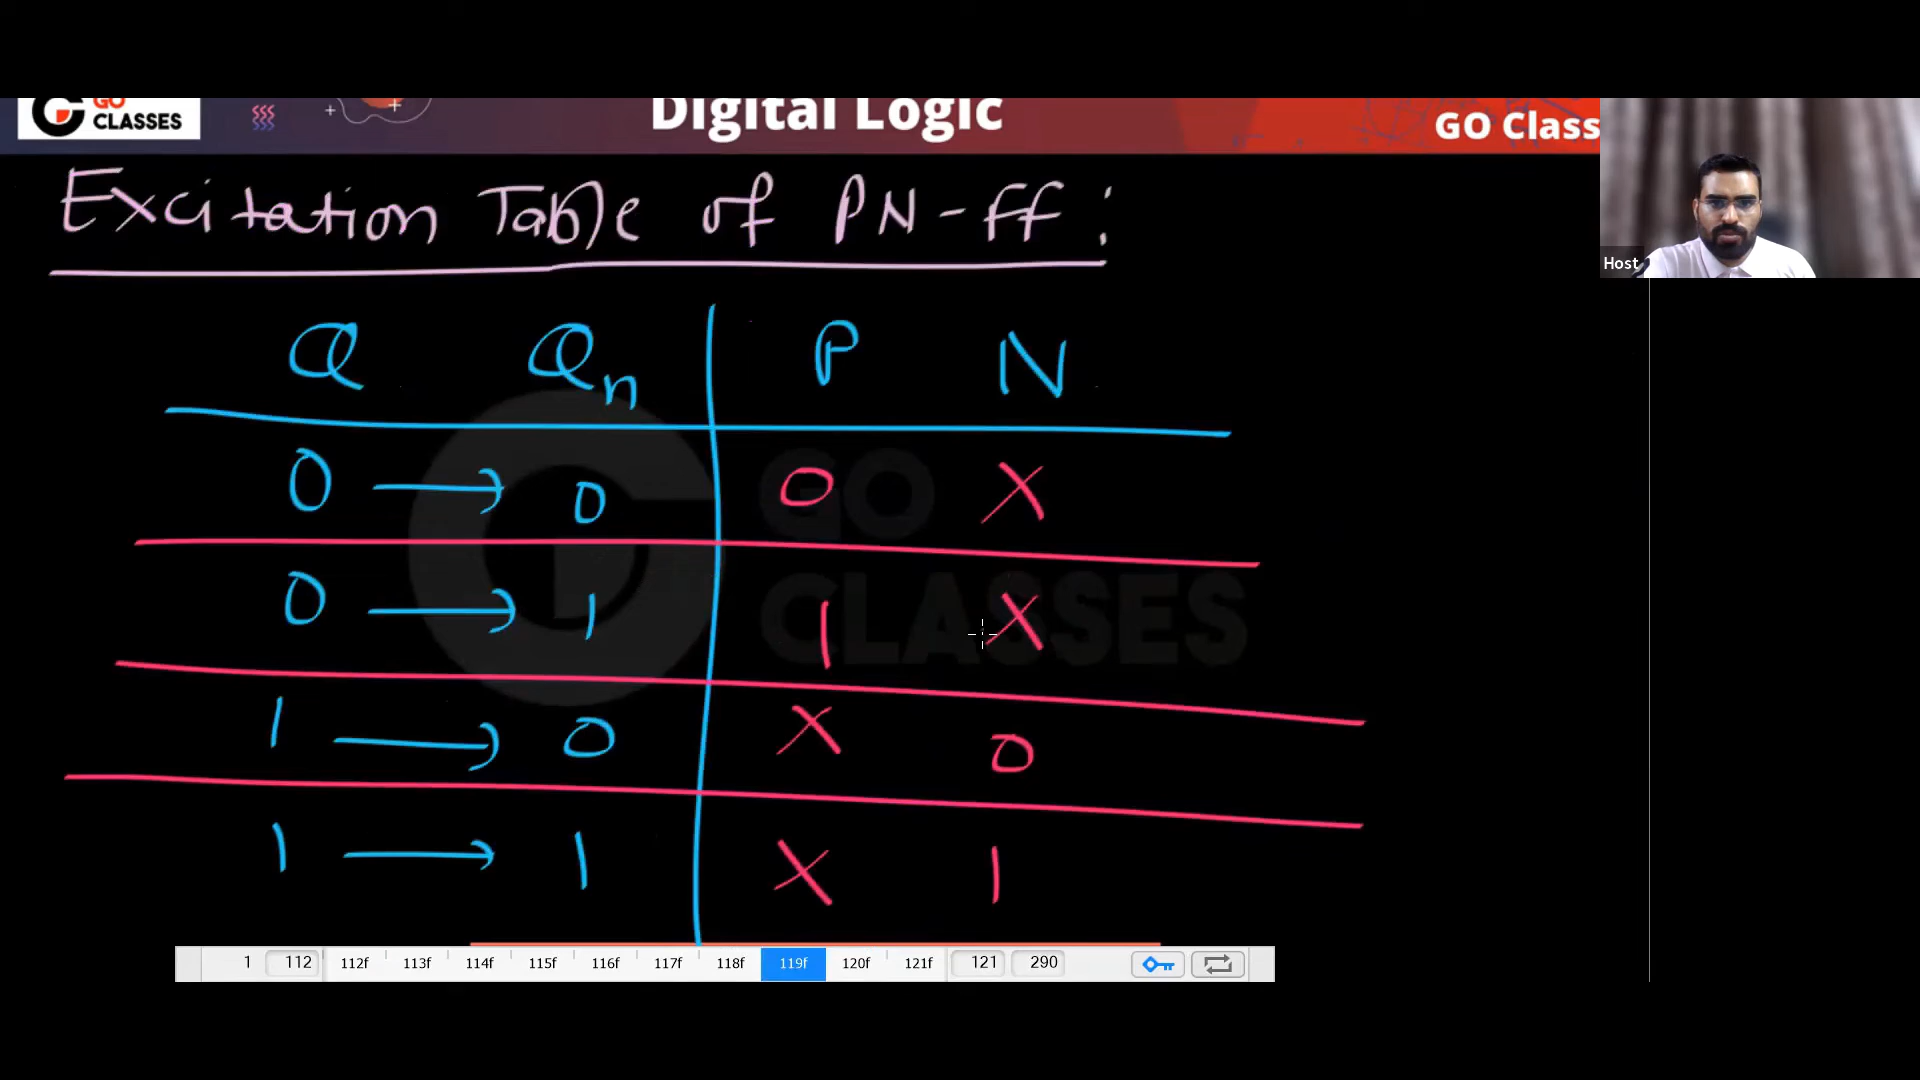 GO
CLASSES
Digital Logic
GO Class
Excitation Table of PN-ff:
Host
Q Qn P N
0 → 0 0 X
GO
0 → 1 1 X
CLASSES
1 → 0 X 0
1 → 1 X 1
1 112 112f 113f 114f 115f 116f 117f 118f 119f 120f 121f 121 290